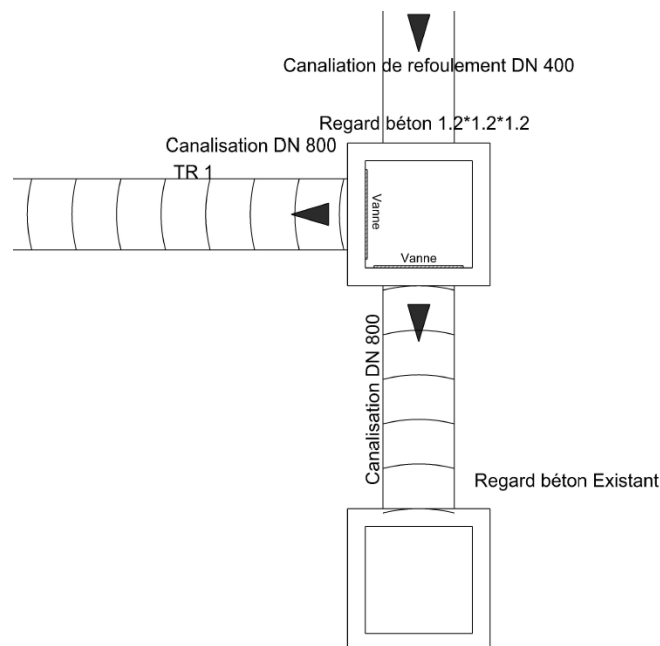 Canaliation de refoulement DN 400
Regard béton 1.2*1.2*1.2
Canalisation DN 800
TR 1
Vanne
Vanne
Canalisation DN 800
Regard béton Existant